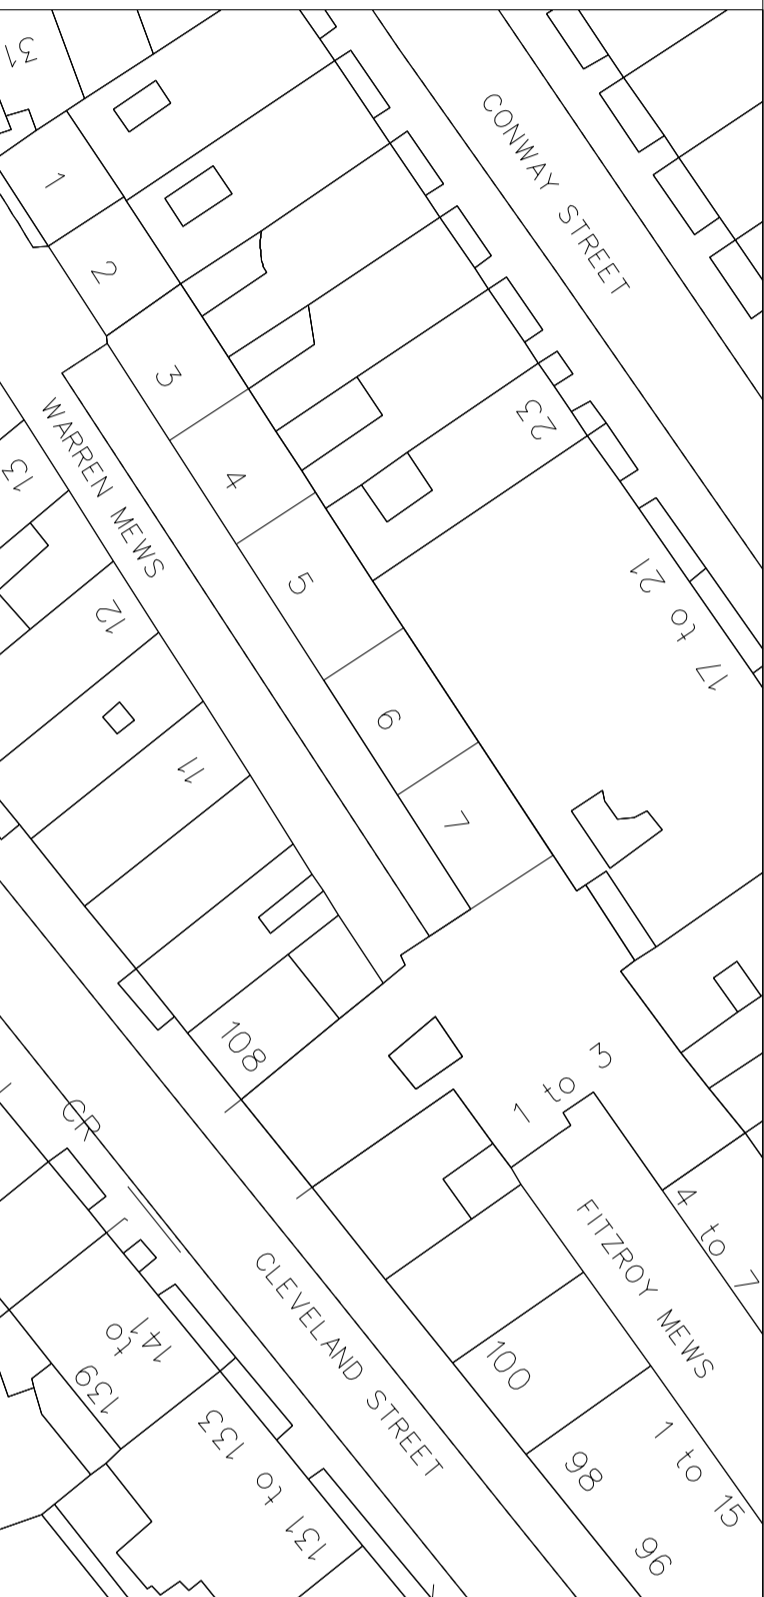 31
CONWAY STREET
1
2
3
23
WARREN MEWS
13
4
5
17 to 21
12
6
11
7
108
1 to 3
CR
4 to 7
FITZROY MEWS
CLEVELAND STREET
139 to 141
100
131 to 133
98
1 to 15
96